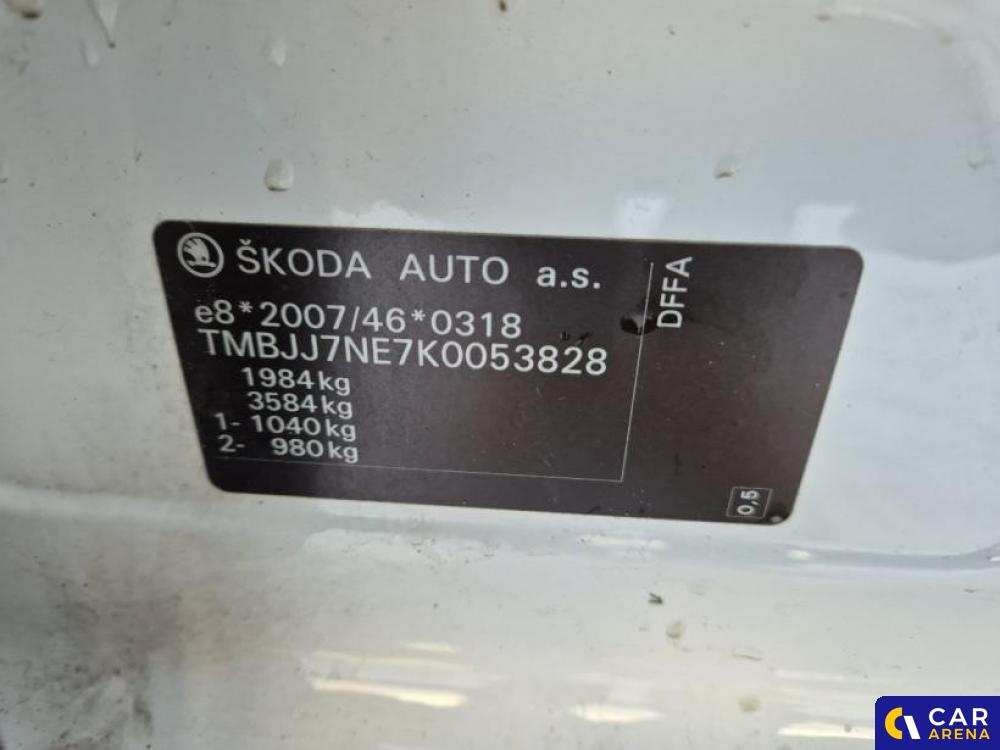 ŠKODA AUTO a.s.
e8*2007/46*0318
TMBJJ7NE7K0053828
1984kg
3584kg
1- 1040kg
2- 980kg
DFFA
0,5
CAR
ARENA